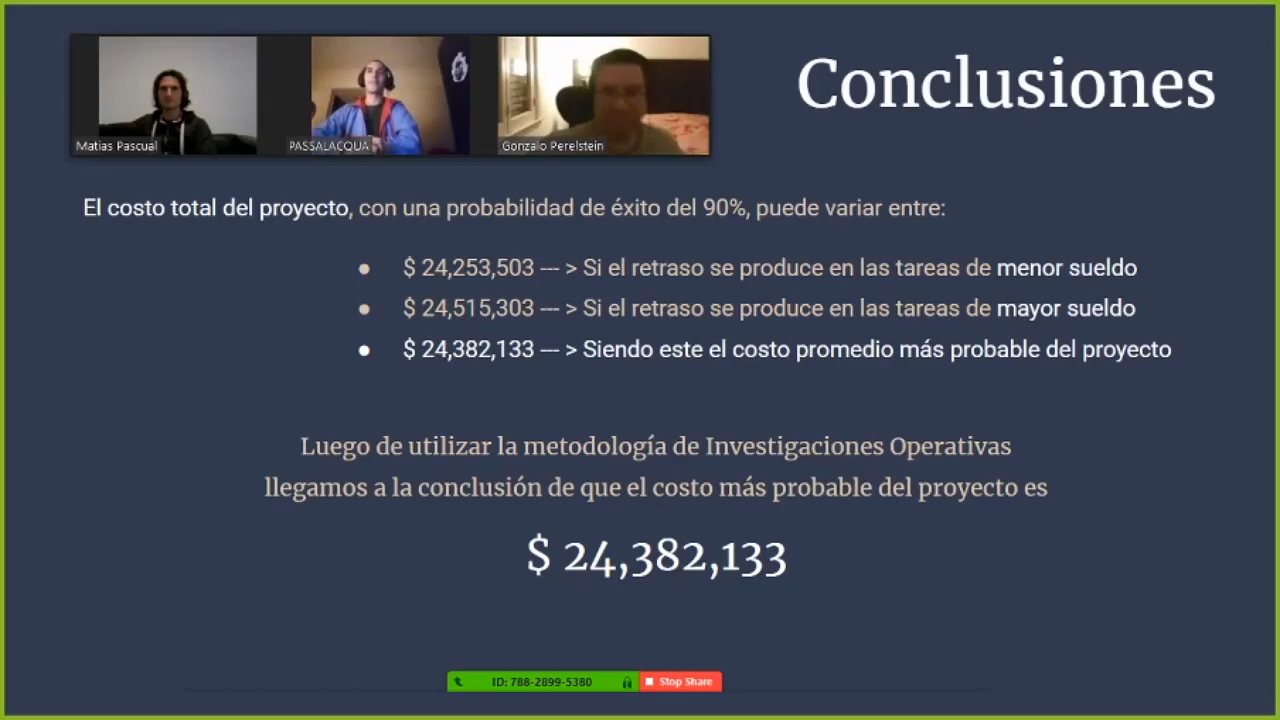 Conclusiones
Matias Pascual
PASSALACQUA
Gonzalo Perelstein
El costo total del proyecto, con una probabilidad de éxito del 90%, puede variar entre:
● $ 24,253,503 --- > Si el retraso se produce en las tareas de menor sueldo
● $ 24,515,303 --- > Si el retraso se produce en las tareas de mayor sueldo
● $ 24,382,133 --- > Siendo este el costo promedio más probable del proyecto
Luego de utilizar la metodología de Investigaciones Operativas
llegamos a la conclusión de que el costo más probable del proyecto es
$ 24,382,133
ID: 788-2899-5380
Stop Share